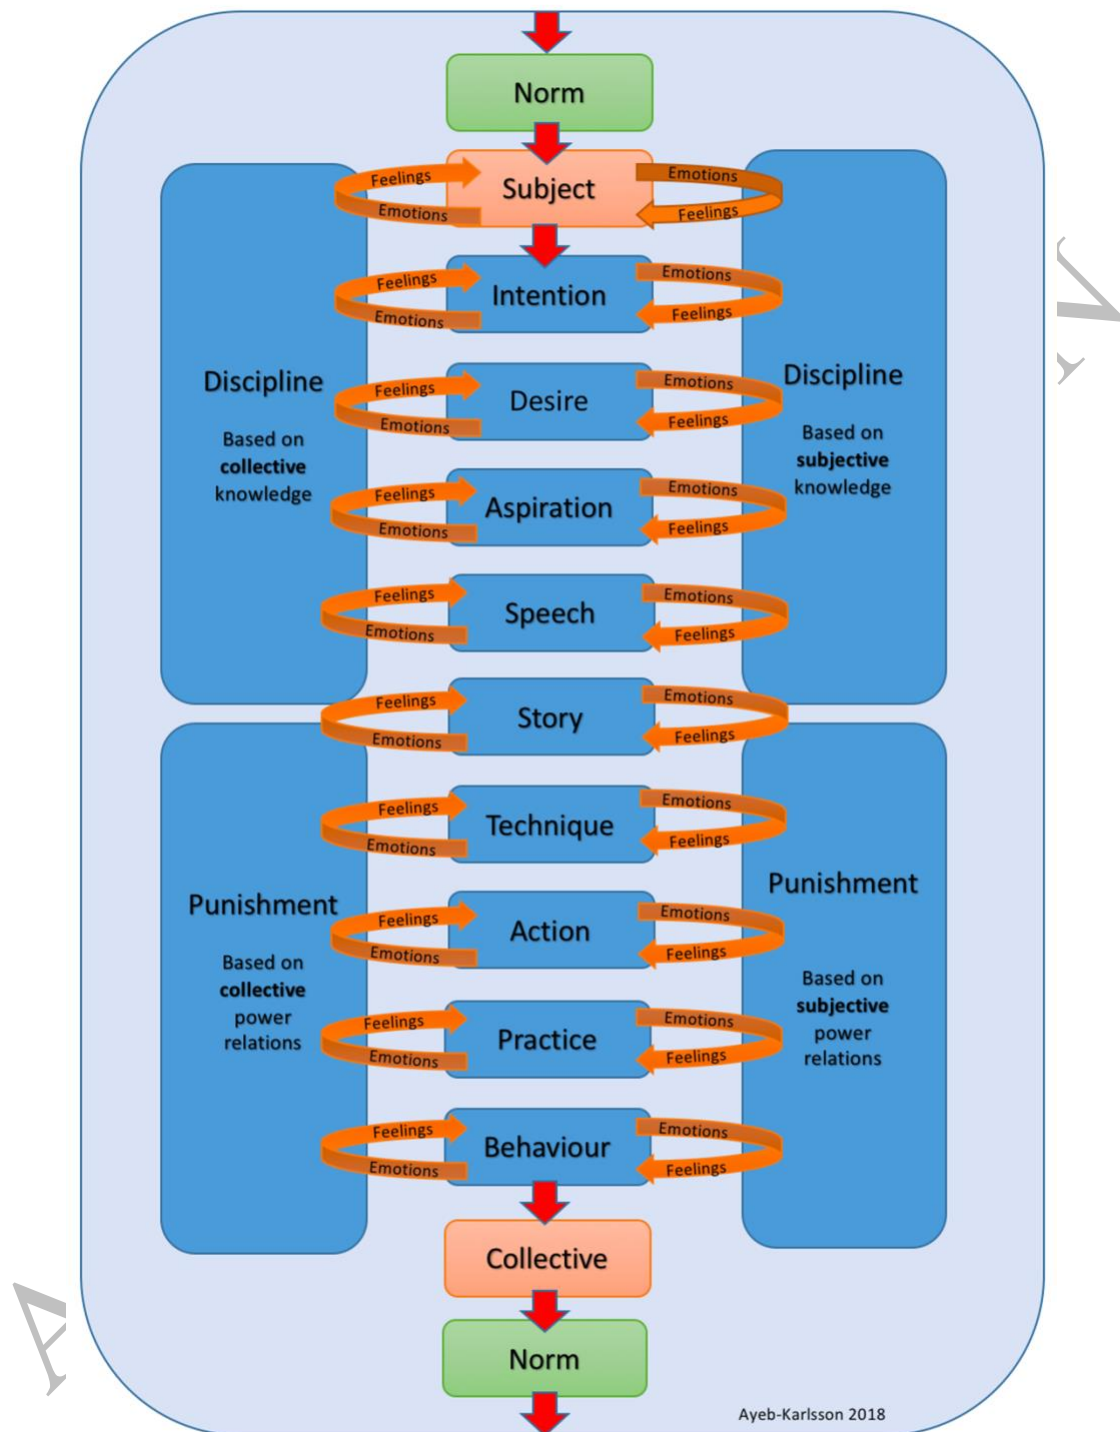 Norm
Subject
Feelings
Emotions
Emotions
Feelings
Intention
Feelings
Emotions
Emotions
Feelings
Discipline
Based on
collective
knowledge
Discipline
Based on
subjective
knowledge
Desire
Feelings
Emotions
Emotions
Feelings
Aspiration
Feelings
Emotions
Emotions
Feelings
Speech
Feelings
Emotions
Emotions
Feelings
Story
Feelings
Emotions
Emotions
Feelings
Technique
Feelings
Emotions
Emotions
Feelings
Punishment
Based on
collective
power
relations
Punishment
Based on
subjective
power
relations
Action
Feelings
Emotions
Emotions
Feelings
Practice
Feelings
Emotions
Emotions
Feelings
Behaviour
Feelings
Emotions
Emotions
Feelings
Collective
Norm
Ayeb-Karlsson 2018